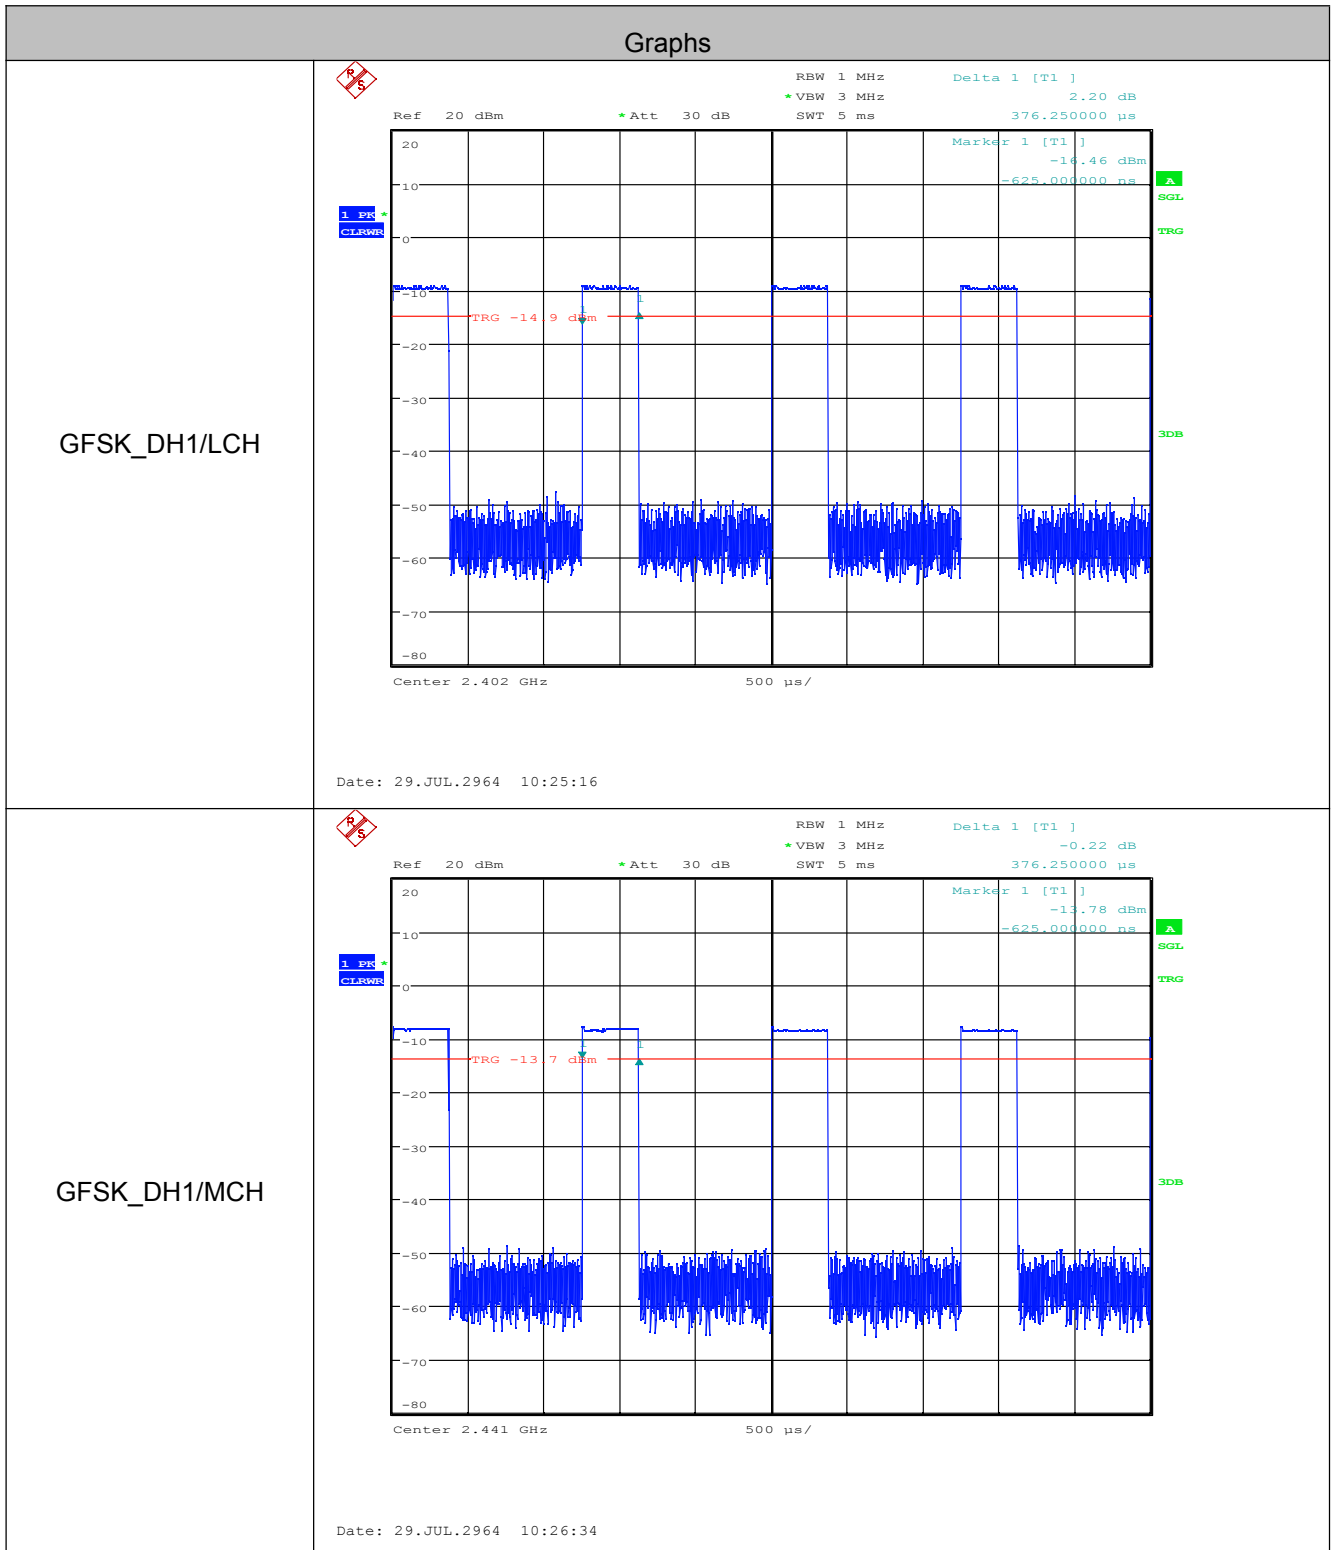 Graphs
GFSK_DH1/LCH
R S
RBW 1 MHz Delta 1 [T1 ]
*VBW 3 MHz 2.20 dB
Ref 20 dBm *Att 30 dB SWT 5 ms 376.250000 µs
20 Marker 1 [T1 ]
-16.46 dBm
10 -625.000000 ns A
SGL
1 PK *
CLRWR TRG
0
-10
1
1
TRG -14.9 dBm
-20
-30
-40
3DB
-50
-60
-70
-80
Center 2.402 GHz 500 µs/
Date: 29.JUL.2964 10:25:16
GFSK_DH1/MCH
R S
RBW 1 MHz Delta 1 [T1 ]
*VBW 3 MHz -0.22 dB
Ref 20 dBm *Att 30 dB SWT 5 ms 376.250000 µs
20 Marker 1 [T1 ]
-13.78 dBm
10 -625.000000 ns A
SGL
1 PK *
CLRWR TRG
0
-10
1 1
TRG -13.7 dBm
-20
-30
-40
3DB
-50
-60
-70
-80
Center 2.441 GHz 500 µs/
Date: 29.JUL.2964 10:26:34